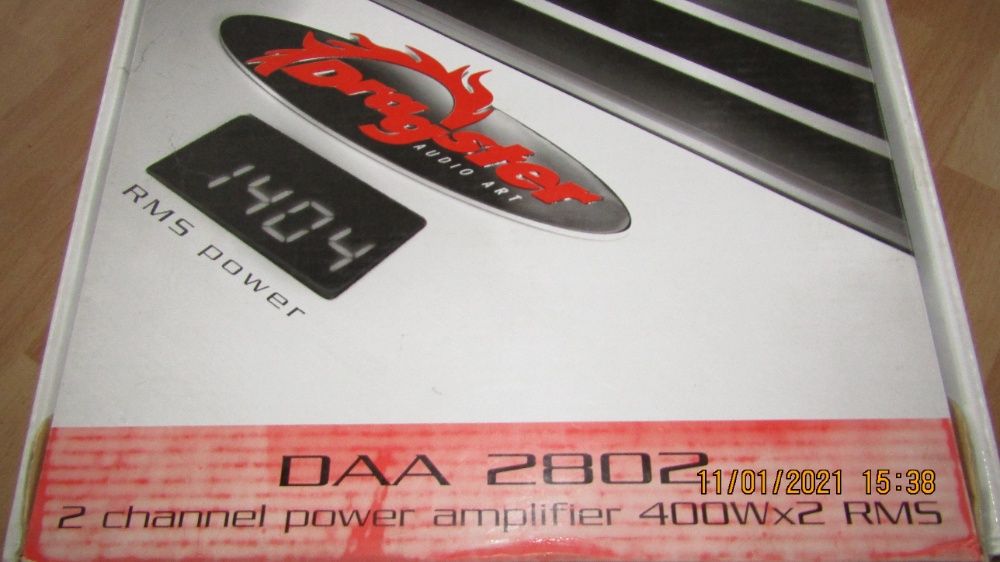 Dragster
AUDIO ART
1404
RMS power
DAA 2802
11/01/2021 15:38
2 channel power amplifier 400Wx2 RMS